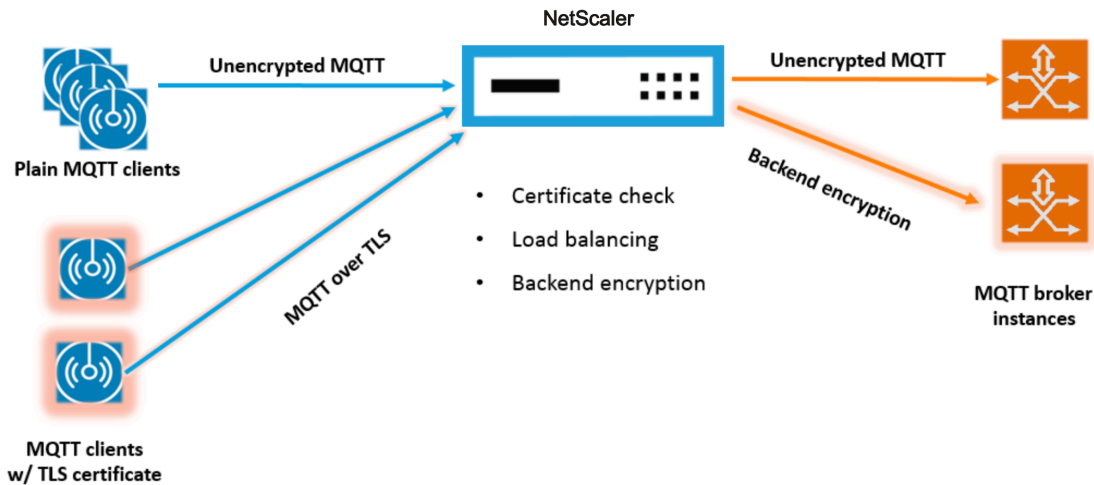 NetScaler
Unencrypted MQTT
Unencrypted MQTT
Plain MQTT clients
Backend encryption
• Certificate check
• Load balancing
• Backend encryption
MQTT over TLS
MQTT broker
instances
MQTT clients
w/ TLS certificate